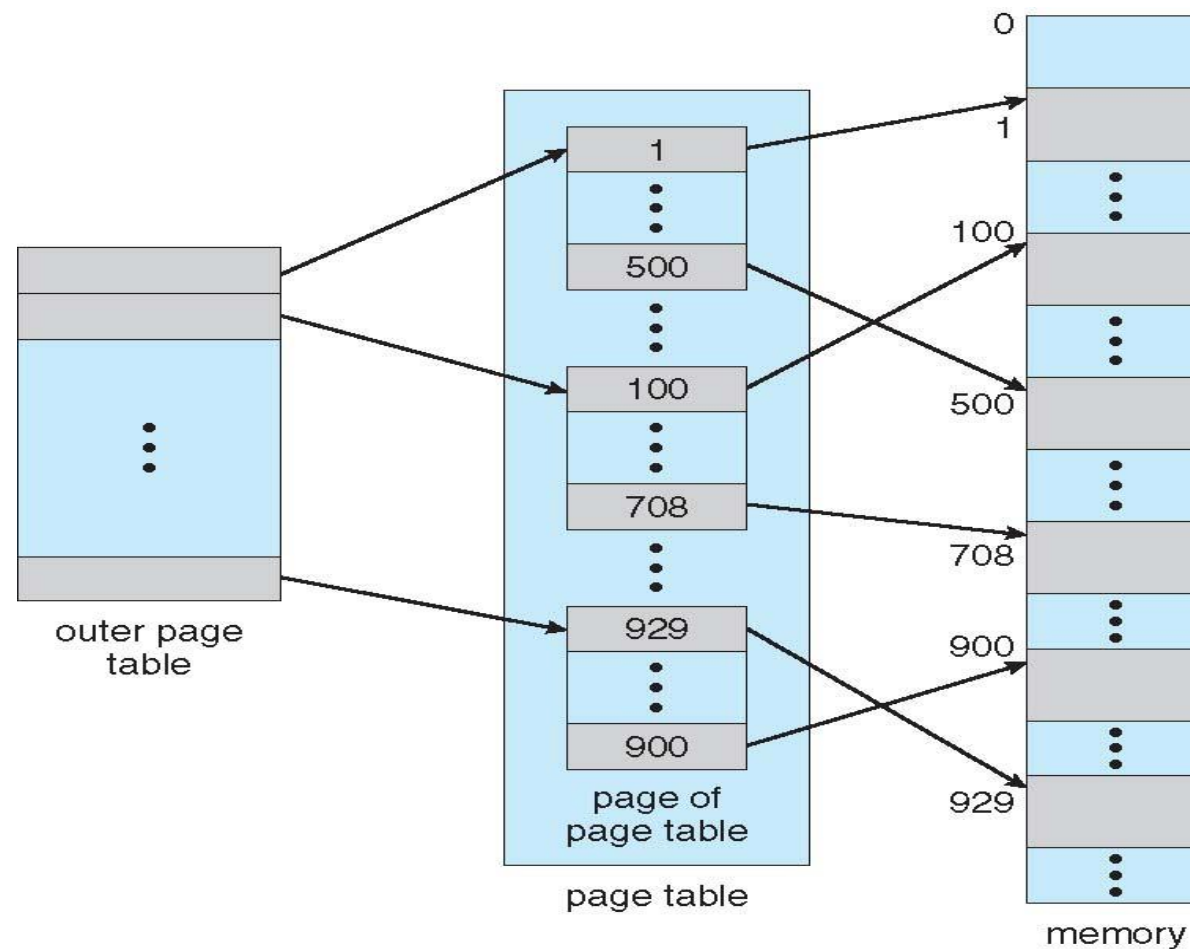 outer page
table
1
500
100
708
929
900
page of
page table
page table
0
1
100
500
708
900
929
memory